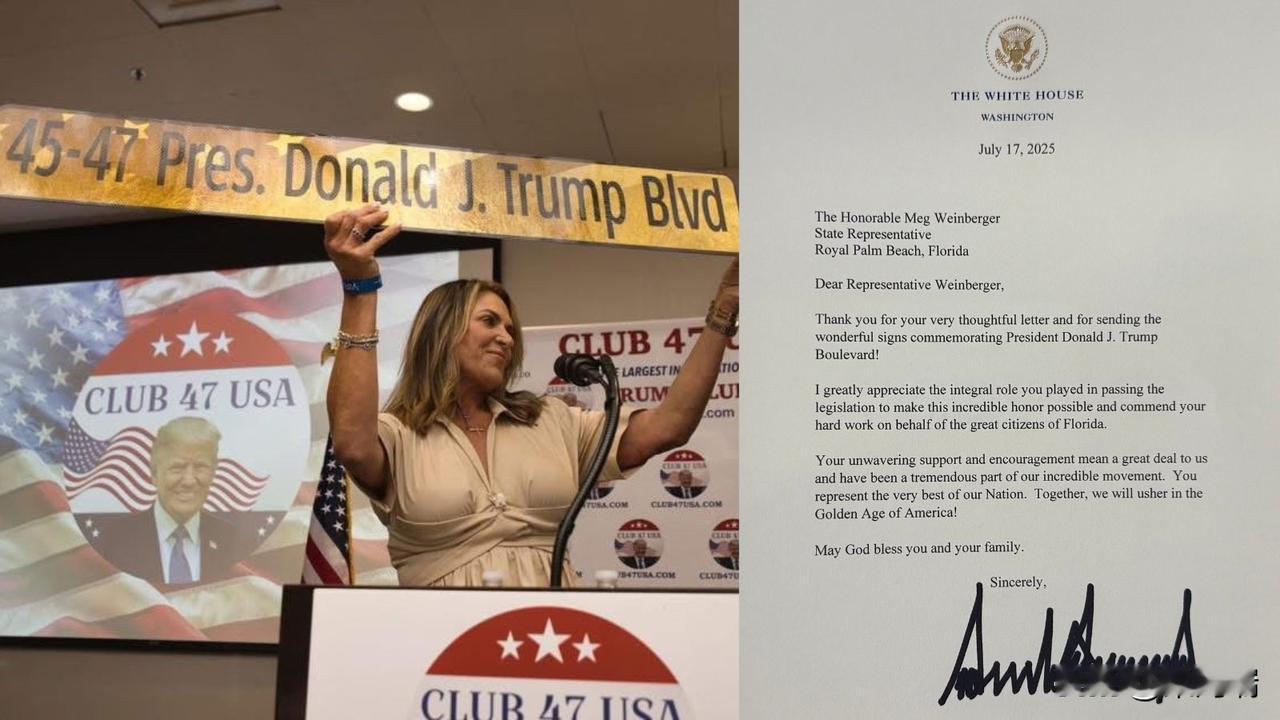 45-47 Pres. Donald J. Trump Blvd
CLUB 47 USA
CLUB 47 U
LARGEST IN
CLUB47USA.COM
CLUB47USA.COM
CLUB 47 USA
THE WHITE HOUSE
WASHINGTON
July 17, 2025
The Honorable Meg Weinberger
State Representative
Royal Palm Beach, Florida
Dear Representative Weinberger,
Thank you for your very thoughtful letter and for sending the
wonderful signs commemorating President Donald J. Trump
Boulevard!
I greatly appreciate the integral role you played in passing the
legislation to make this incredible honor possible and commend your
hard work on behalf of the great citizens of Florida.
Your unwavering support and encouragement mean a great deal to us
and have been a tremendous part of our incredible movement. You
represent the very best of our Nation. Together, we will usher in the
Golden Age of America!
May God bless you and your family.
Sincerely,